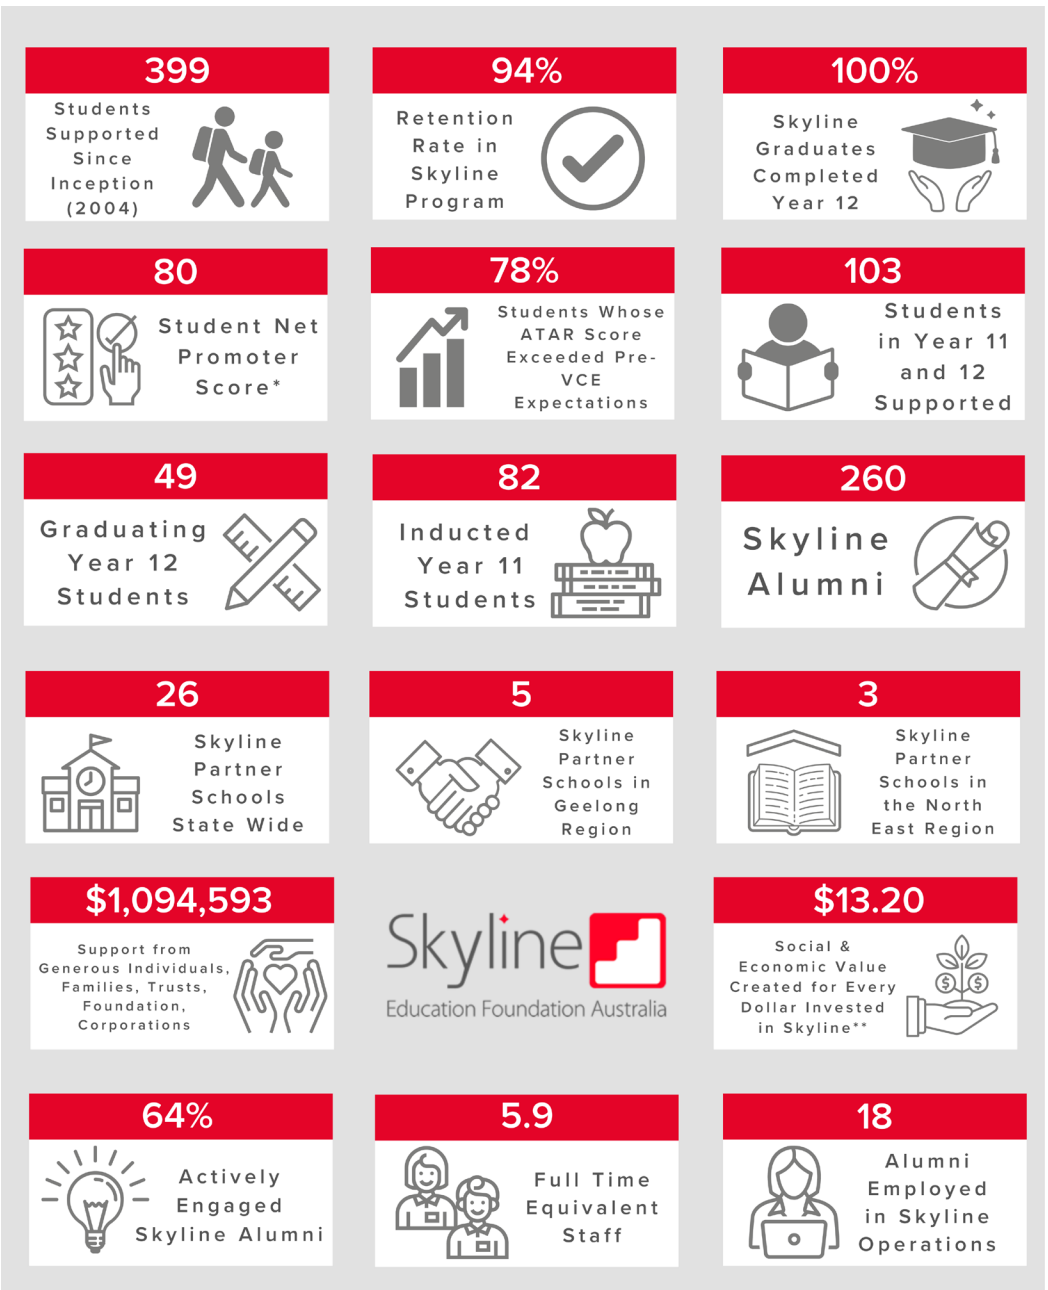 399
Students
Supported
Since
Inception
(2004)
94%
Retention
Rate in
Skyline
Program
100%
Skyline
Graduates
Completed
Year 12
80
Student Net
Promoter
Score*
78%
Students Whose
ATAR Score
Exceeded Pre-
VCE
Expectations
103
Students
in Year 11
and 12
Supported
49
Graduating
Year 12
Students
82
Inducted
Year 11
Students
260
Skyline
Alumni
26
Skyline
Partner
Schools
State Wide
5
Skyline
Partner
Schools in
Geelong
Region
3
Skyline
Partner
Schools in
the North
East Region
$1,094,593
Support from
Generous Individuals,
Families, Trusts,
Foundation,
Corporations
Skyline
Education Foundation Australia
$13.20
Social &
Economic Value
Created for Every
Dollar Invested
in Skyline**
64%
Actively
Engaged
Skyline Alumni
5.9
Full Time
Equivalent
Staff
18
Alumni
Employed
in Skyline
Operations